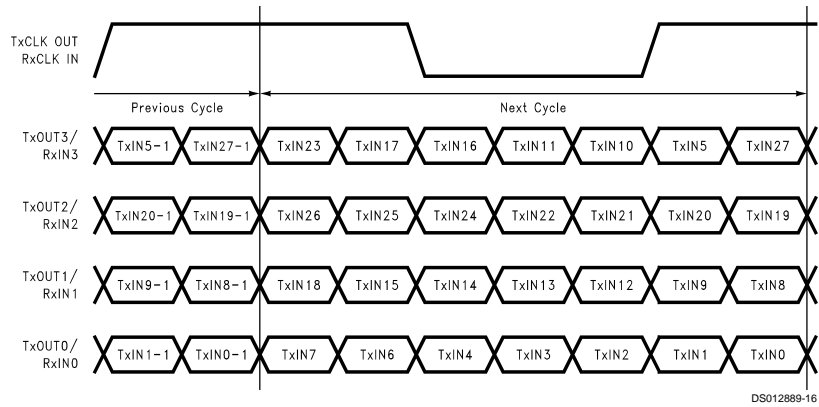 TxCLK OUT
RxCLK IN
Previous Cycle
Next Cycle
TxOUT3/
RxIN3
TxIN5-1 TxIN27-1 TxIN23 TxIN17 TxIN16 TxIN11 TxIN10 TxIN5 TxIN27
TxOUT2/
RxIN2
TxIN20-1 TxIN19-1 TxIN26 TxIN25 TxIN24 TxIN22 TxIN21 TxIN20 TxIN19
TxOUT1/
RxIN1
TxIN9-1 TxIN8-1 TxIN18 TxIN15 TxIN14 TxIN13 TxIN12 TxIN9 TxIN8
TxOUT0/
RxIN0
TxIN1-1 TxIN0-1 TxIN7 TxIN6 TxIN4 TxIN3 TxIN2 TxIN1 TxIN0
DS012889-16